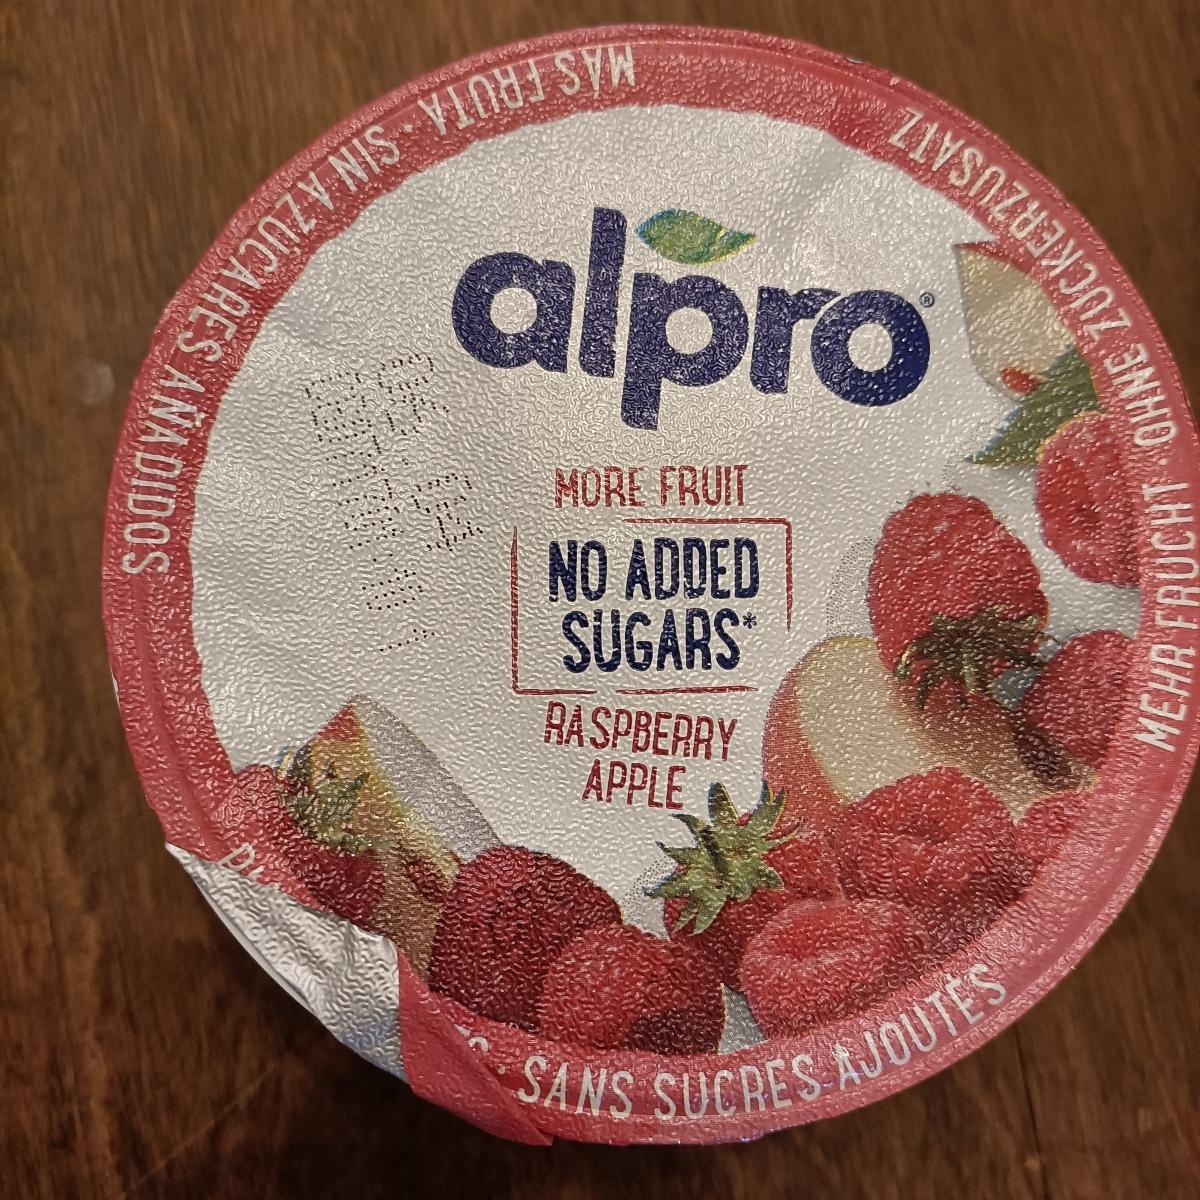 alpro®
MORE FRUIT
NO ADDED
SUGARS*
RASPBERRY
APPLE
MÁS FRUTA · SIN AZÚCARES AÑADIDOS
MEHR FRUCHT · OHNE ZUCKERZUSATZ
· SANS SUCRES AJOUTÉS